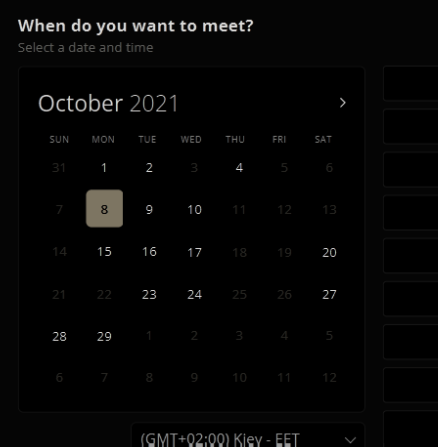 When do you want to meet?
Select a date and time
October 2021
SUN MON TUE WED THU FRI SAT
31 1 2 3 4 5 6
7 8 9 10 11 12 13
14 15 16 17 18 19 20
21 22 23 24 25 26 27
28 29 1 2 3 4 5
6 7 8 9 10 11 12
(GMT+02:00) Kiev - EET